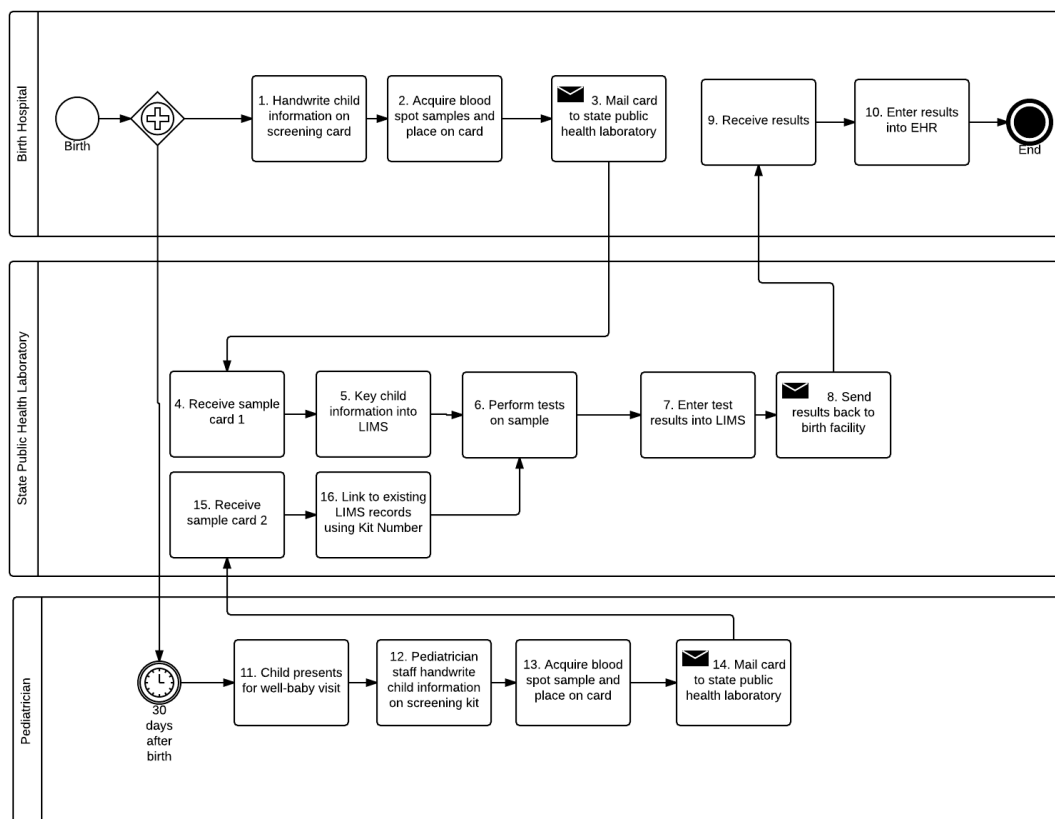 Birth Hospital
Birth
1. Handwrite child
information on
screening card
2. Acquire blood
spot samples and
place on card
3. Mail card
to state public
health laboratory
9. Receive results
10. Enter results
into EHR
End
State Public Health Laboratory
4. Receive sample
card 1
5. Key child
information into
LIMS
6. Perform tests
on sample
7. Enter test
results into LIMS
8. Send
results back to
birth facility
15. Receive
sample card 2
16. Link to existing
LIMS records
using Kit Number
Pediatrician
30
days
after
birth
11. Child presents
for well-baby visit
12. Pediatrician
staff handwrite
child information
on screening kit
13. Acquire blood
spot sample and
place on card
14. Mail card
to state public
health laboratory